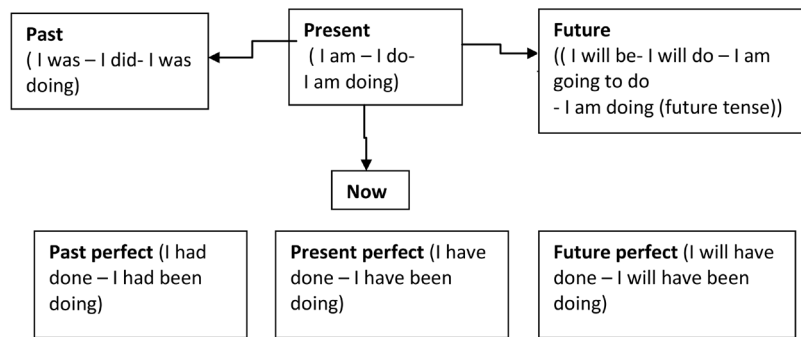 Past
( I was – I did- I was
doing)
Present
( I am – I do-
I am doing)
Future
(( I will be- I will do – I am
going to do
- I am doing (future tense))
Now
Past perfect (I had
done – I had been
doing)
Present perfect (I have
done – I have been
doing)
Future perfect (I will have
done – I will have been
doing)